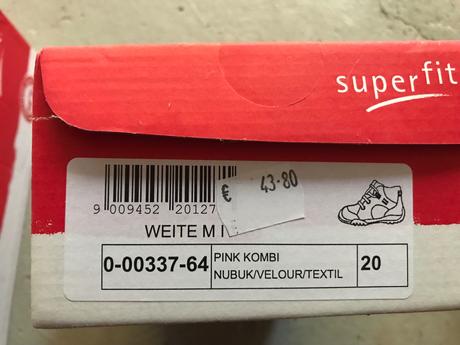 superfit
€ 43-80
9 009452 20127
WEITE M
0-00337-64
PINK KOMBI
NUBUK/VELOUR/TEXTIL
20